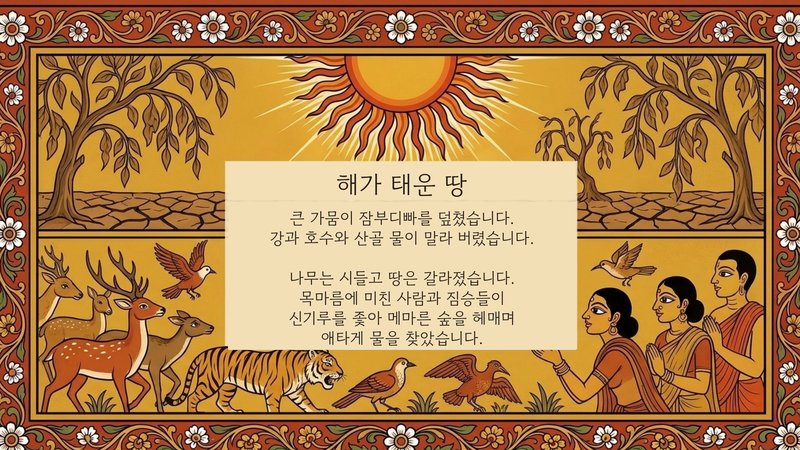 해가 태운 땅
큰 가뭄이 잠부디빠를 덮쳤습니다.
강과 호수와 산골 물이 말라 버렸습니다.
나무는 시들고 땅은 갈라졌습니다.
목마름에 미친 사람과 짐승들이
신기루를 좇아 메마른 숲을 헤매며
애타게 물을 찾았습니다.